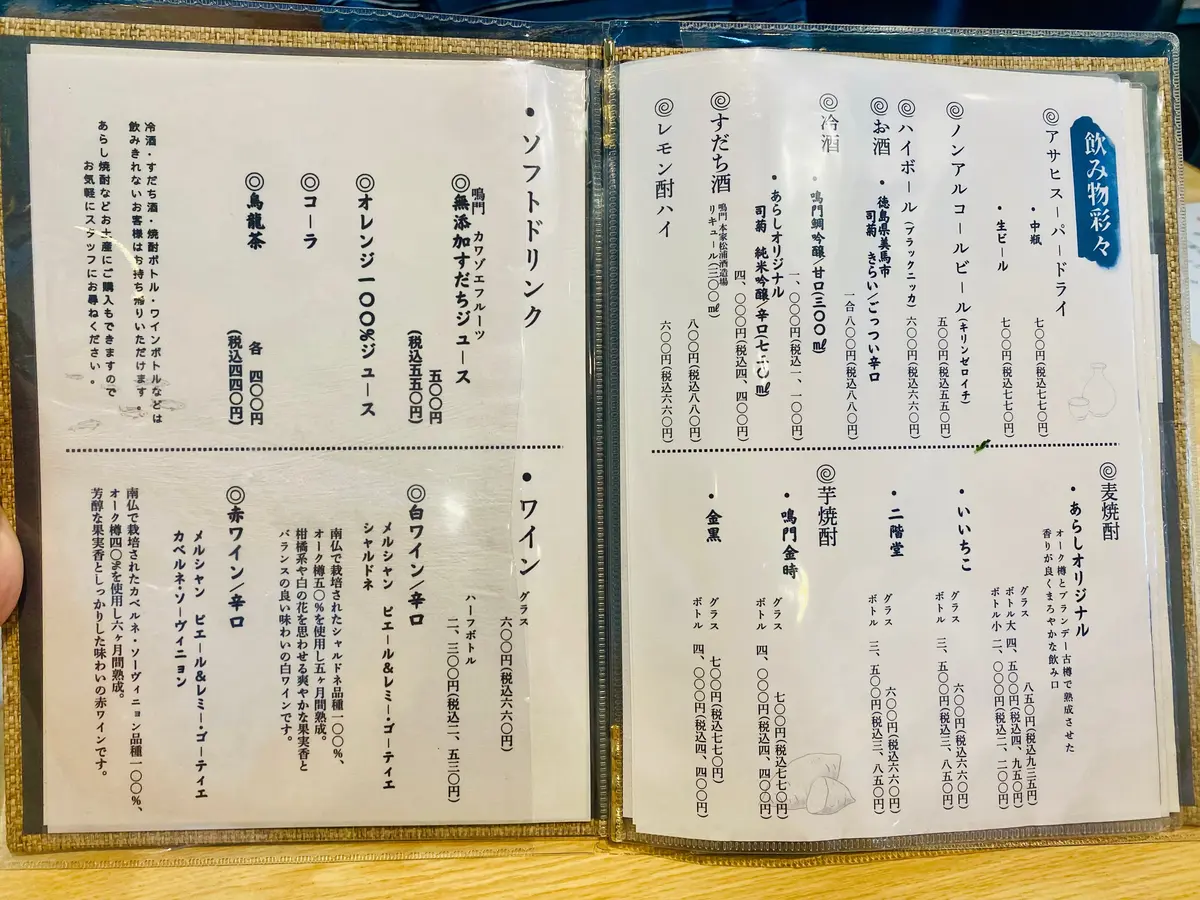 飲み物彩々
◎アサヒスーパードライ
・中瓶
七〇〇円(税込七七〇円)
・生ビール
七〇〇円(税込七七〇円)
◎ノンアルコールビール(キリンゼロイチ)
五〇〇円(税込五五〇円)
◎ハイボール(ブラックニッカ)
六〇〇円(税込六六〇円)
◎お酒
・徳島県美馬市
司菊 きらい/ごっつい辛口
一合 八〇〇円(税込八八〇円)
◎冷酒
・鳴門鯛吟醸/甘口(三〇〇㎖)
一、〇〇〇円(税込一、一〇〇円)
・あらしオリジナル
司菊 純米吟醸/辛口(七二〇㎖)
四、〇〇〇円(税込四、四〇〇円)
◎すだち酒
鳴門 本家松浦酒造場
リキュール(三〇〇㎖)
八〇〇円(税込八八〇円)
◎レモン酎ハイ
六〇〇円(税込六六〇円)
◎麦焼酎
・あらしオリジナル
オーク樽とブランデー古樽で熟成させた
香りが良くまろやかな飲み口
グラス 八五〇円(税込九三五円)
ボトル大 四、五〇〇円(税込四、九五〇円)
ボトル小 二、〇〇〇円(税込二、二〇〇円)
・いいちこ
グラス 六〇〇円(税込六六〇円)
ボトル 三、五〇〇円(税込三、八五〇円)
・二階堂
グラス 六〇〇円(税込六六〇円)
ボトル 三、五〇〇円(税込三、八五〇円)
◎芋焼酎
・鳴門金時
グラス 七〇〇円(税込七七〇円)
ボトル 四、〇〇〇円(税込四、四〇〇円)
・金黒
グラス 七〇〇円(税込七七〇円)
ボトル 四、〇〇〇円(税込四、四〇〇円)
・ソフトドリンク
鳴門 カワゾエフルーツ
◎無添加すだちジュース
五〇〇円
(税込五五〇円)
◎オレンジ一〇〇%ジュース
◎コーラ
◎烏龍茶
各 四〇〇円
(税込四四〇円)
冷酒・すだち酒・焼酎ボトル・ワインボトルなどは
飲みきれないお客様はお持ち帰りいただけます。
あらし焼酎などお土産にご購入もできますので
お気軽にスタッフにお尋ねください。
・ワイン
グラス
六〇〇円(税込六六〇円)
ハーフボトル
二、三〇〇円(税込二、五三〇円)
◎白ワイン/辛口
メルシャン ピエール&レミー・ゴーティエ
シャルドネ
南仏で栽培されたシャルドネ品種一〇〇%、
オーク樽五〇%を使用し五ヶ月間熟成。
柑橘系や白の花を思わせる爽やかな果実香と
バランスの良い味わいの白ワインです。
◎赤ワイン/辛口
メルシャン ピエール&レミー・ゴーティエ
カベルネ・ソーヴィニョン
南仏で栽培されたカベルネ・ソーヴィニョン品種一〇〇%、
オーク樽四〇%を使用し六ヶ月間熟成。
芳醇な果実香としっかりした味わいの赤ワインです。